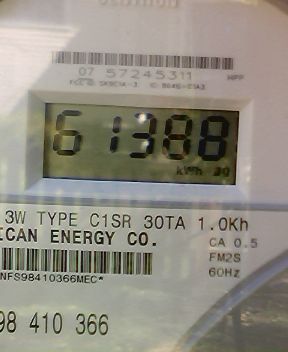 07 57245311 HPP
61388
kWh
3W TYPE C1SR 30TA 1.0Kh
ICAN ENERGY CO.
CA 0.5
FM2S
60Hz
NFS98410366MEC*
98 410 366